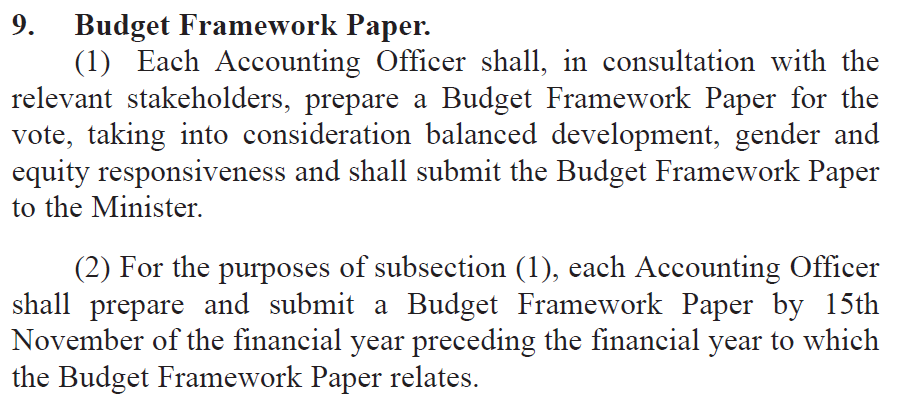 9. Budget Framework Paper.
(1) Each Accounting Officer shall, in consultation with the
relevant stakeholders, prepare a Budget Framework Paper for the
vote, taking into consideration balanced development, gender and
equity responsiveness and shall submit the Budget Framework Paper
to the Minister.
(2) For the purposes of subsection (1), each Accounting Officer
shall prepare and submit a Budget Framework Paper by 15th
November of the financial year preceding the financial year to which
the Budget Framework Paper relates.